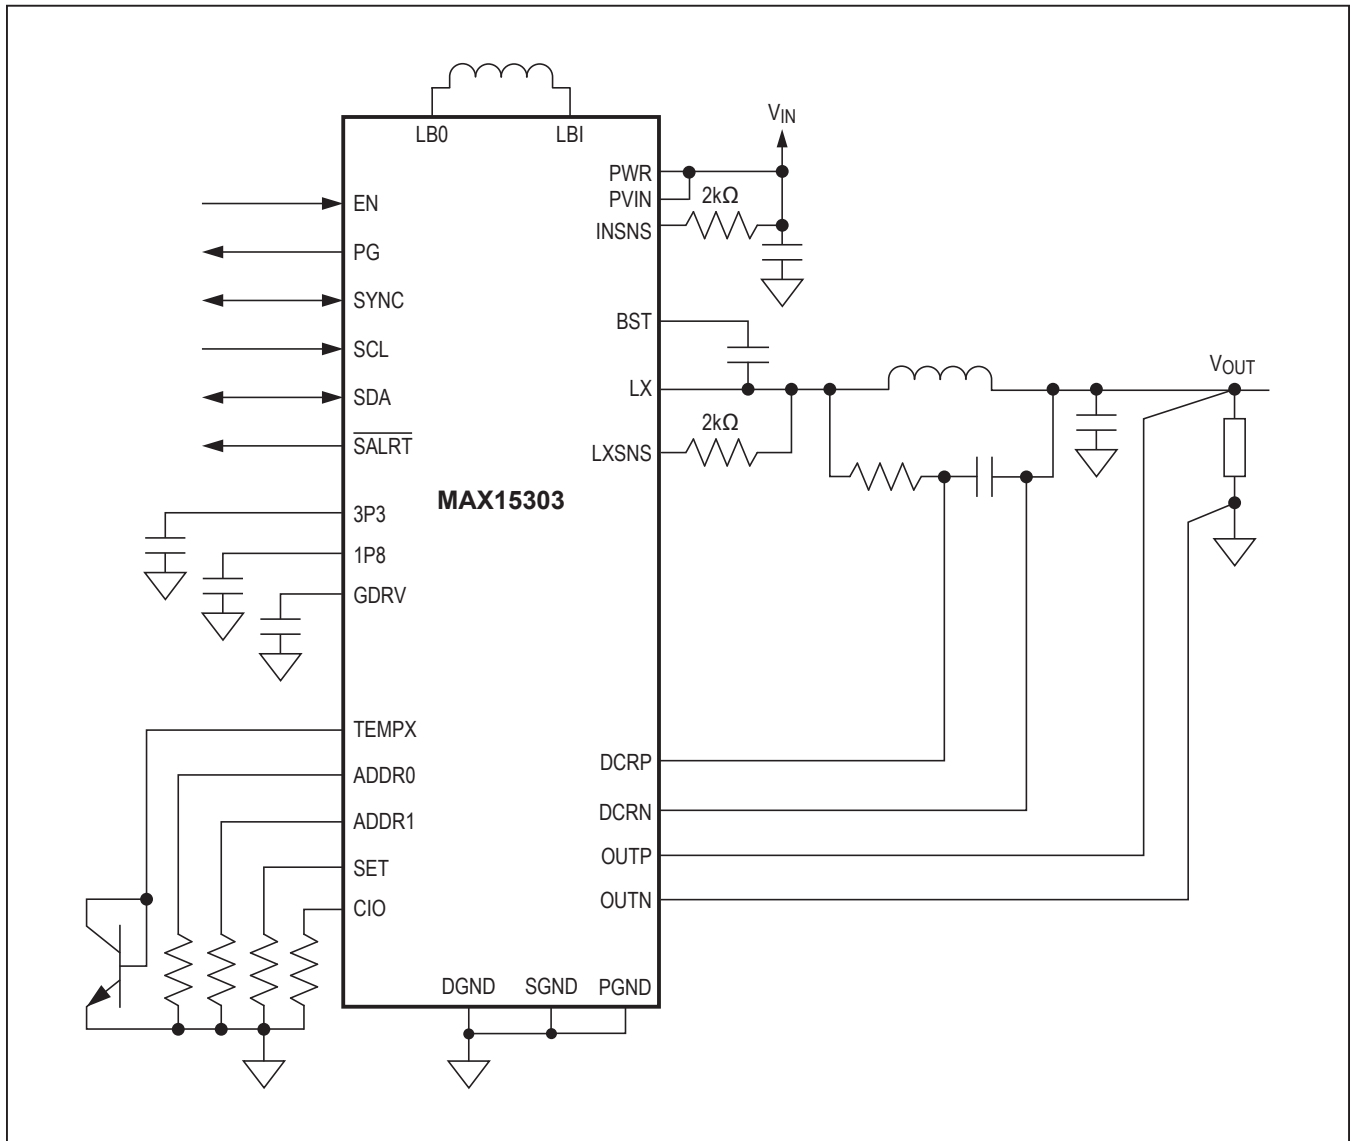 LB0
LBI
VIN
PWR
PVIN
2kΩ
INSNS
EN
PG
SYNC
SCL
SDA
SALRT
BST
LX
VOUT
2kΩ
LXSNS
MAX15303
3P3
1P8
GDRV
TEMPX
ADDR0
ADDR1
SET
CIO
DCRP
DCRN
OUTP
OUTN
DGND
SGND
PGND